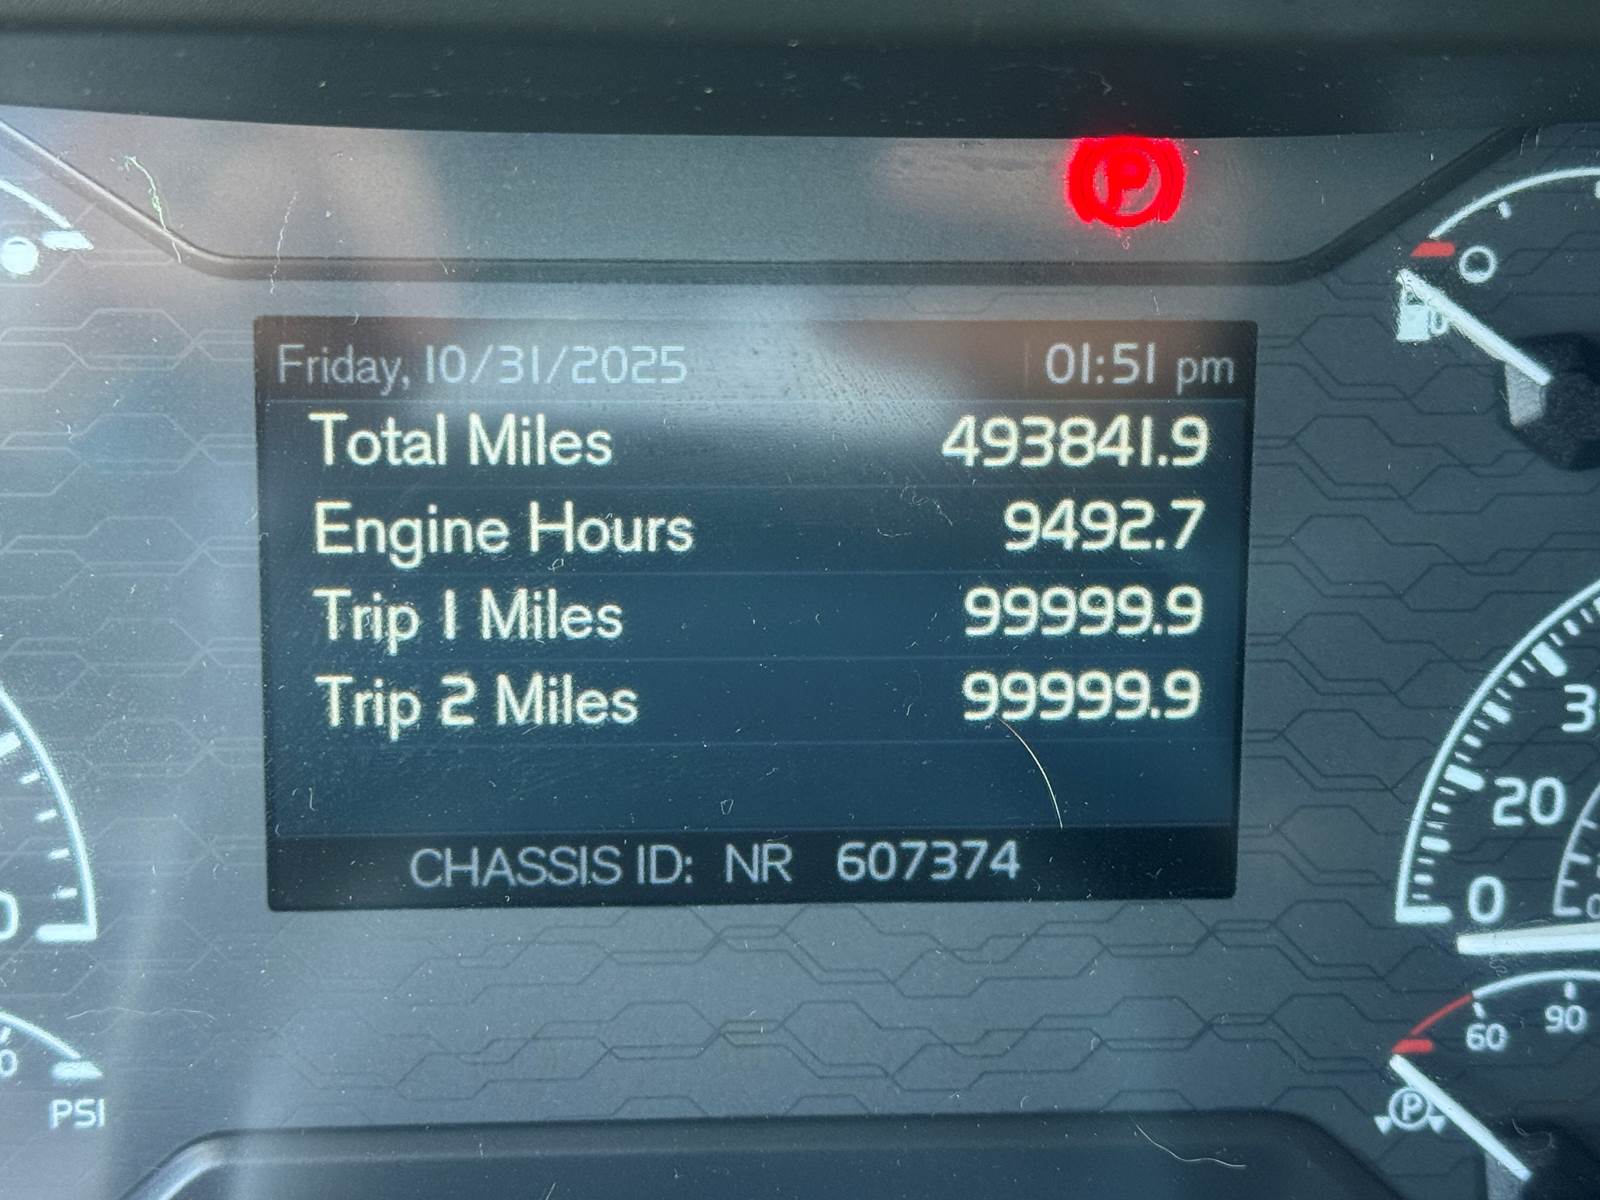 Friday, 10/31/2025 01:51 pm
Total Miles 493841.9
Engine Hours 9492.7
Trip 1 Miles 99999.9
Trip 2 Miles 99999.9
CHASSIS ID: NR 607374
P
20
0
60 90
P
PSI